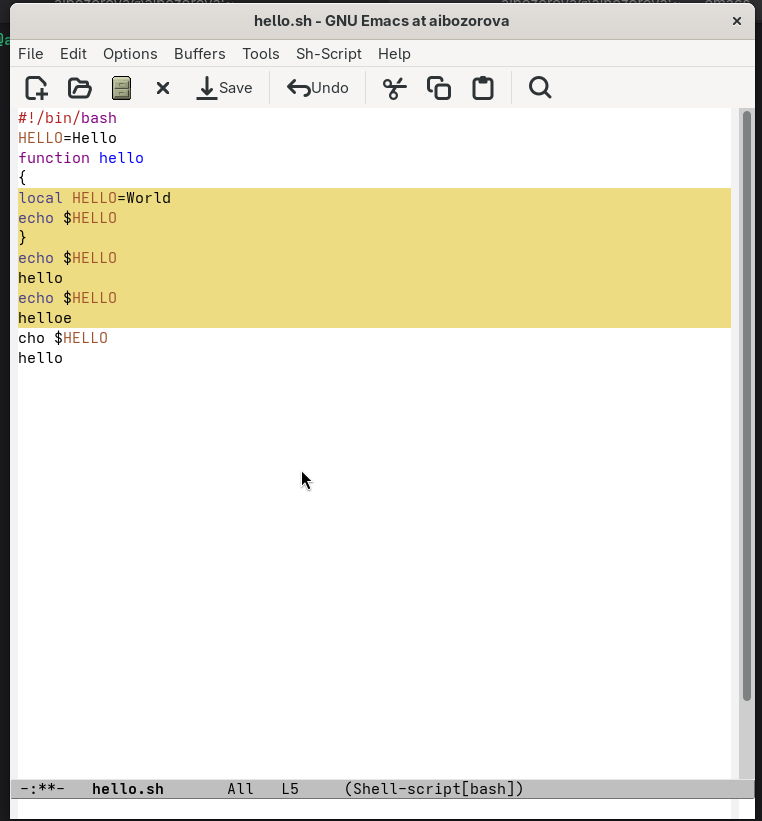 hello.sh - GNU Emacs at aibozorova
File Edit Options Buffers Tools Sh-Script Help
Save Undo
#!/bin/bash
HELLO=Hello
function hello
{
local HELLO=World
echo $HELLO
}
echo $HELLO
hello
echo $HELLO
helloe
cho $HELLO
hello
-:**- hello.sh All L5 (Shell-script[bash])